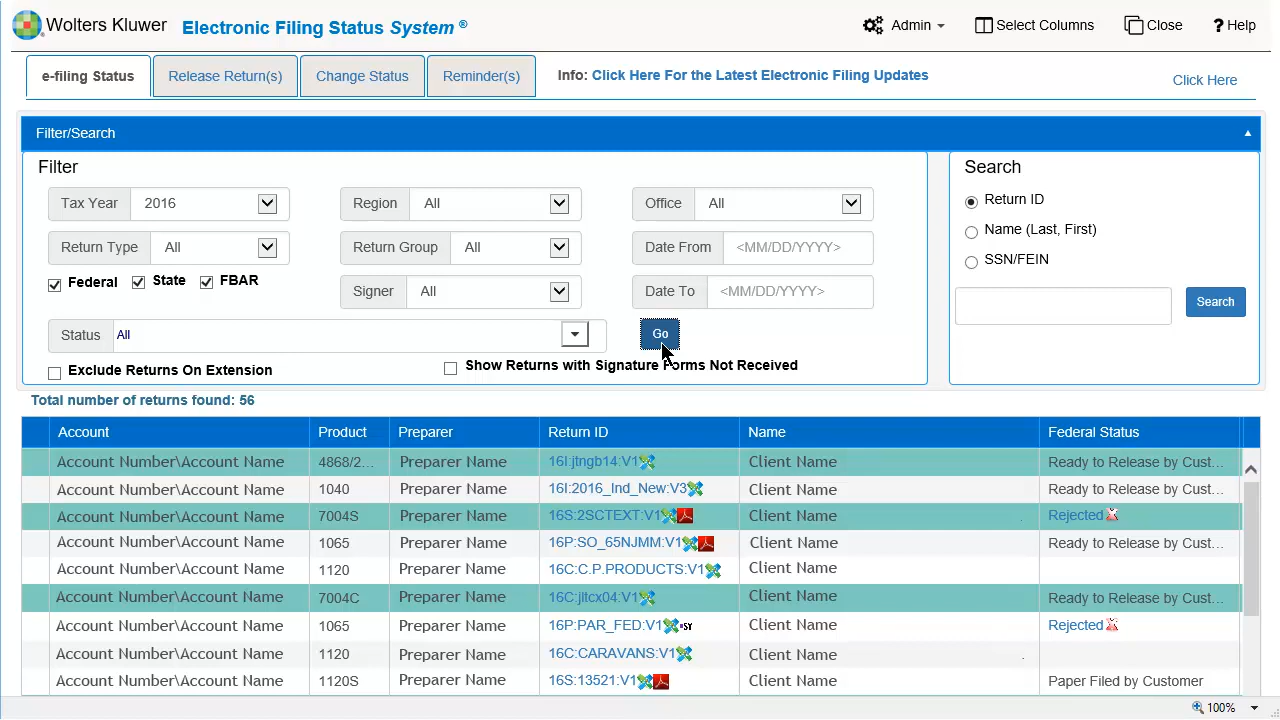 Wolters Kluwer Electronic Filing Status System ® Admin Select Columns Close ? Help
e-filing Status Release Return(s) Change Status Reminder(s) Info: Click Here For the Latest Electronic Filing Updates Click Here
Filter/Search
Filter
Tax Year 2016 Region All Office All
Return Type All Return Group All Date From <MM/DD/YYYY>
Federal State FBAR Signer All Date To <MM/DD/YYYY>
Status All Go
Exclude Returns On Extension Show Returns with Signature Forms Not Received
Search
Return ID
Name (Last, First)
SSN/FEIN
Search
Total number of returns found: 56
Account Product Preparer Return ID Name Federal Status
Account Number\Account Name 4868/2... Preparer Name 16I:jtngb14:V1 Client Name Ready to Release by Cust...
Account Number\Account Name 1040 Preparer Name 16I:2016_Ind_New:V3 Client Name Ready to Release by Cust...
Account Number\Account Name 7004S Preparer Name 16S:2SCTEXT:V1 Client Name Rejected
Account Number\Account Name 1065 Preparer Name 16P:SO_65NJMM:V1 Client Name Ready to Release by Cust...
Account Number\Account Name 1120 Preparer Name 16C:C.P.PRODUCTS:V1 Client Name
Account Number\Account Name 7004C Preparer Name 16C:jltcx04:V1 Client Name Ready to Release by Cust...
Account Number\Account Name 1065 Preparer Name 16P:PAR_FED:V1 SY Client Name Rejected
Account Number\Account Name 1120 Preparer Name 16C:CARAVANS:V1 Client Name
Account Number\Account Name 1120S Preparer Name 16S:13521:V1 Client Name Paper Filed by Customer
100%